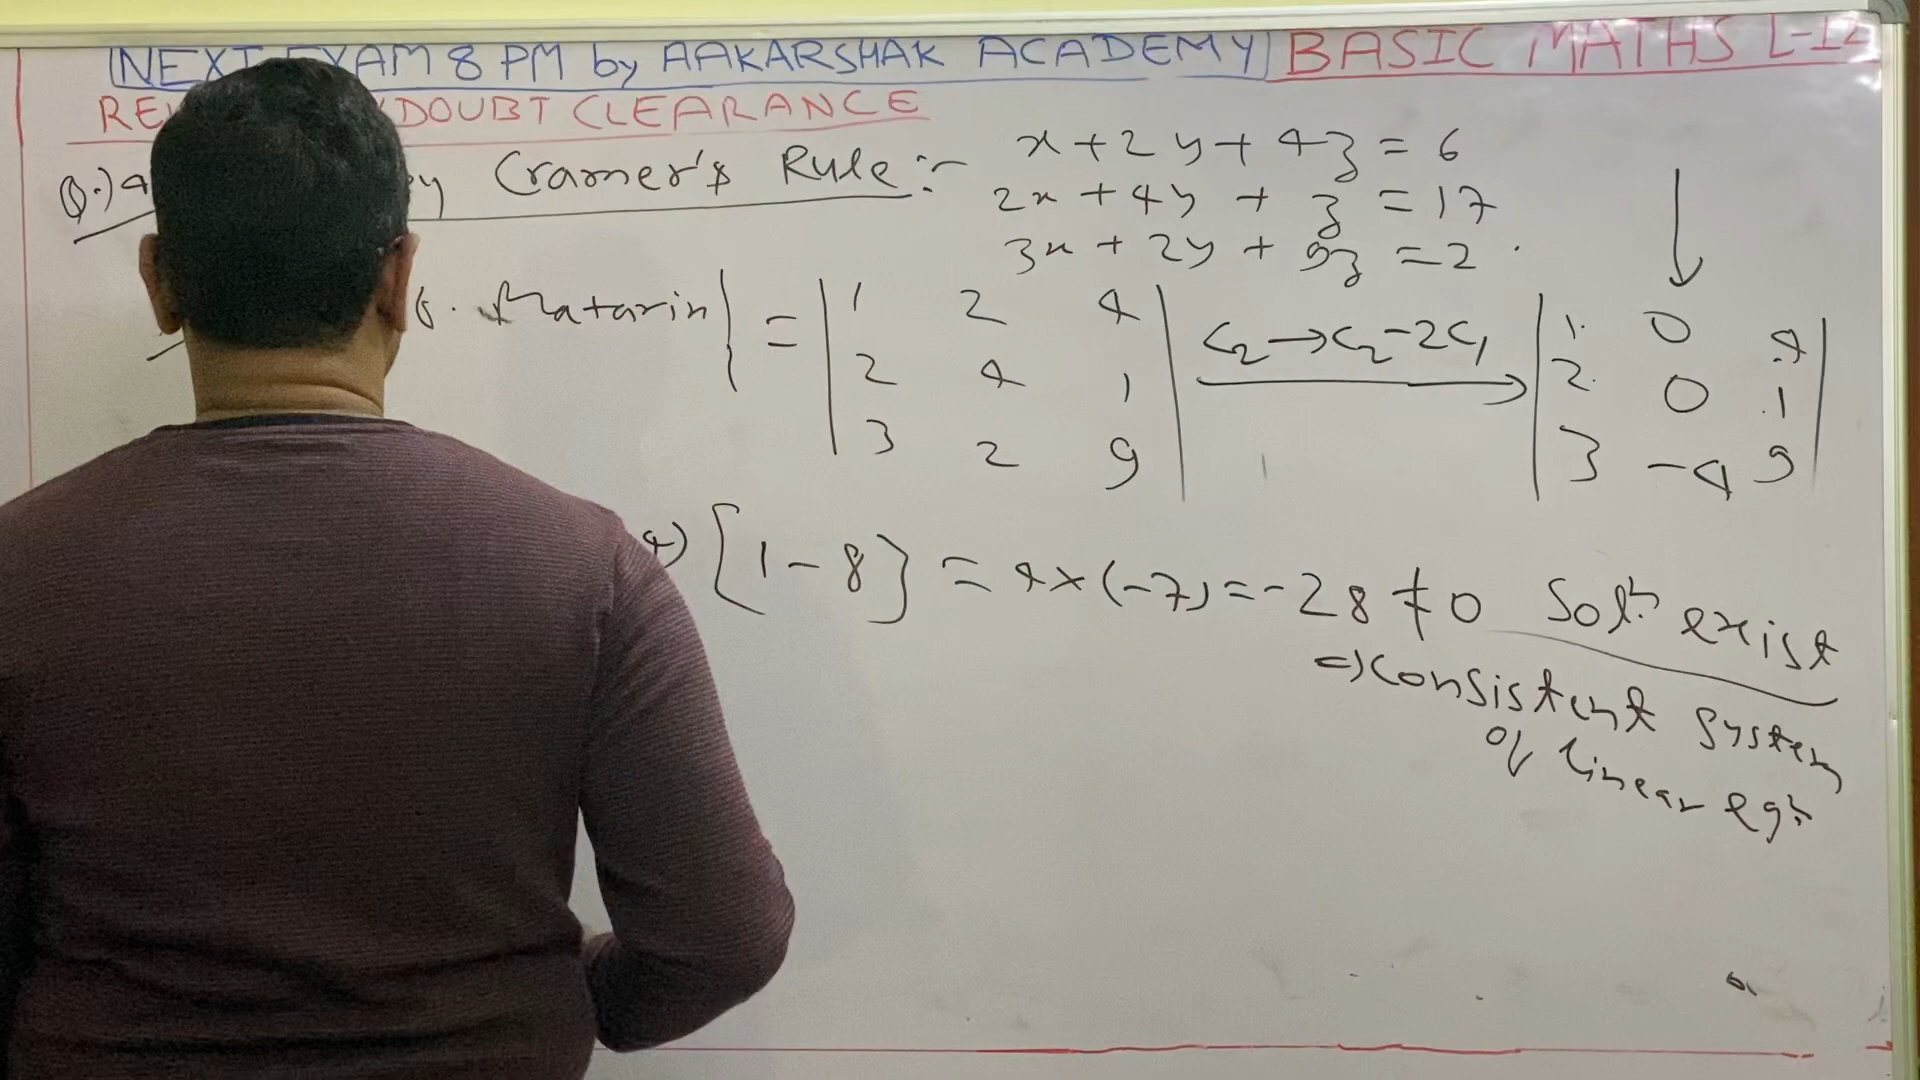 NEXT EXAM 8 PM by AAKARSHAK ACADEMY BASIC MATHS L-12
DOUBT CLEARANCE
Q.) 4 by Cramer's Rule :- x + 2y + 4z = 6
2x + 4y + z = 17
3x + 2y + 9z = 2
Matarix| = | 1 2 4 | C2 → C2 - 2C1 | 1 0 4 |
| 2 4 1 | | 2 0 1 |
| 3 2 9 | | 3 -4 9 |
4) [1 - 8] = 4 x (-7) = -28 ≠ 0 Solⁿ exist
⇒ consistent system
of linear eqⁿ